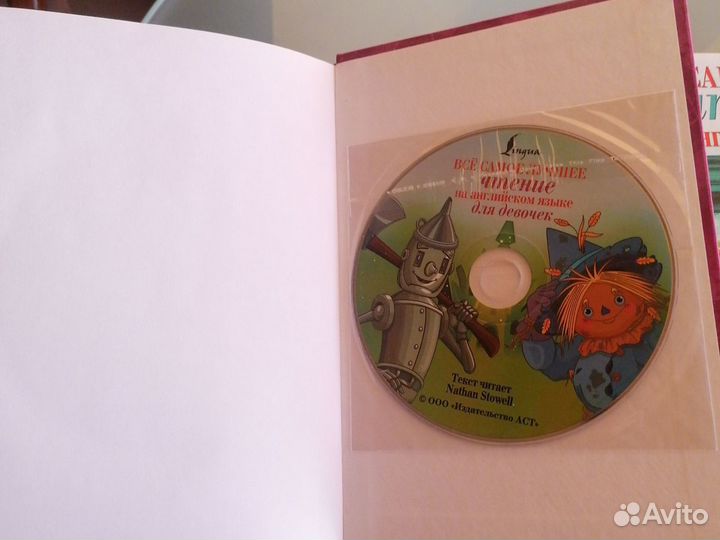 Lingua
ВСЁ САМОЕ ЛУЧШЕЕ
чтение
на английском языке
для девочек
Текст читает
Nathan Stowell
© ООО «Издательство АСТ»
Avito